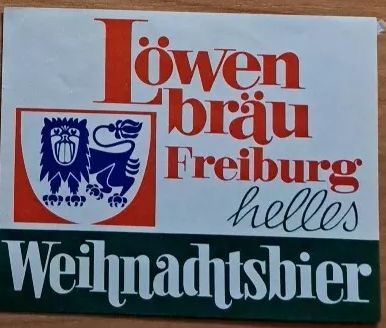 Löwen
bräu
Freiburg
helles
Weihnachtsbier